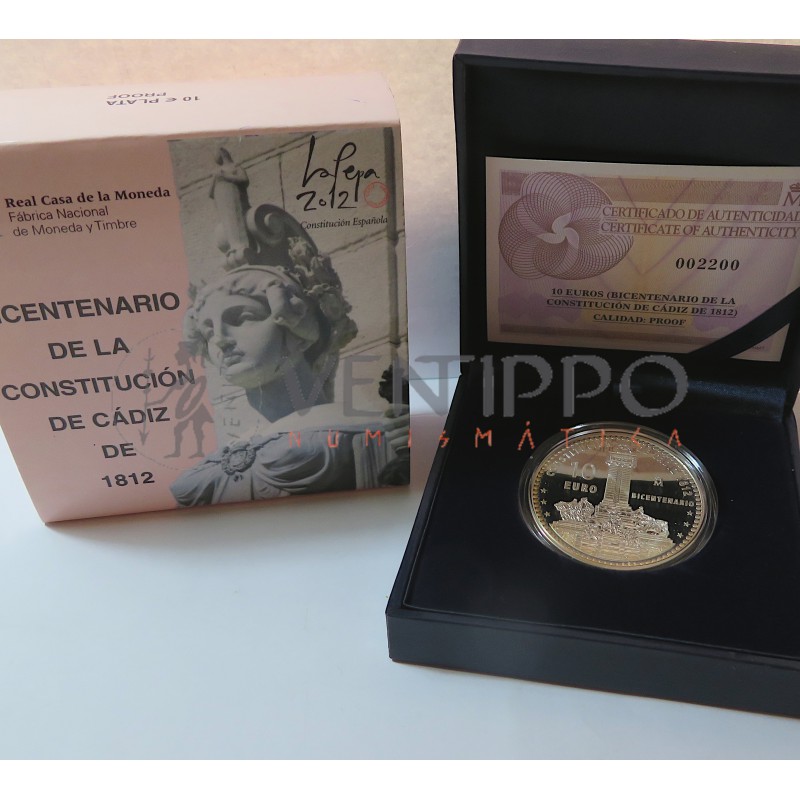 10 € PLATA
PROOF
Real Casa de la Moneda
Fábrica Nacional
de Moneda y Timbre
La Pepa
2012
Constitución Española
ICENTENARIO
DE LA
CONSTITUCIÓN
DE CÁDIZ
DE
1812
M
CERTIFICADO DE AUTENTICIDAD
CERTIFICATE OF AUTHENTICITY
002200
10 EUROS (BICENTENARIO DE LA
CONSTITUCIÓN DE CÁDIZ DE 1812)
CALIDAD: PROOF
VENTIPPO
NUMISMÁTICA
10
EURO
M
BICENTENARIO
1812